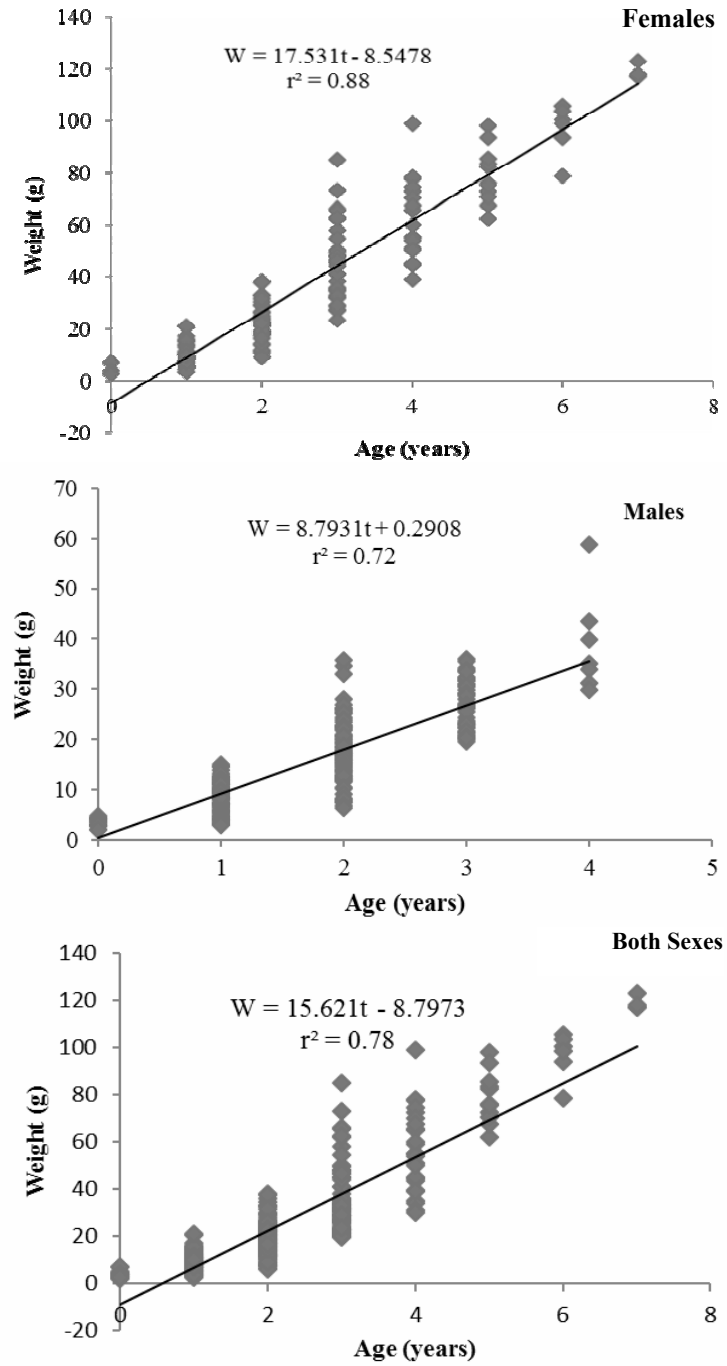 Females
W = 17.531t - 8.5478
r² = 0.88
140
120
100
80
60
40
20
0
-20
Weight (g)
0 2 4 6 8
Age (years)
Males
W = 8.7931t + 0.2908
r² = 0.72
70
60
50
40
30
20
10
0
Weight (g)
0 1 2 3 4 5
Age (years)
Both Sexes
W = 15.621t - 8.7973
r² = 0.78
140
120
100
80
60
40
20
0
-20
Weight (g)
0 2 4 6 8
Age (years)